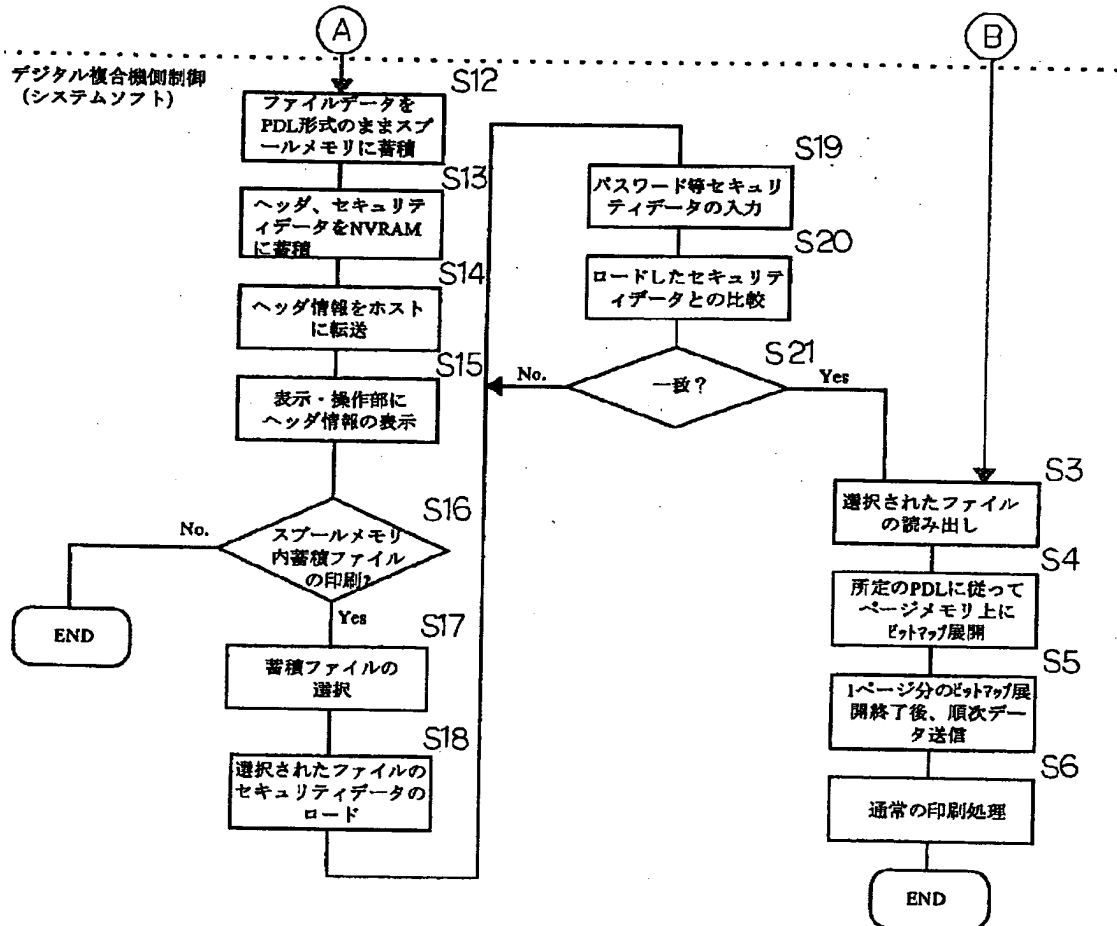 A
B
デジタル複合機側制御
(システムソフト)
S12
ファイルデータを
PDL形式のままスプ
ールメモリに蓄積
S13
ヘッダ、セキュリテ
ィデータをNVRAM
に蓄積
S14
ヘッダ情報をホスト
に転送
S15
表示・操作部に
ヘッダ情報の表示
S16
スプールメモリ
内蓄積ファイル
の印刷?
No.
Yes
END
S17
蓄積ファイルの
選択
S18
選択されたファイルの
セキュリティデータの
ロード
S19
パスワード等セキュリ
ティデータの入力
S20
ロードしたセキュリテ
ィデータとの比較
S21
一致?
No.
Yes
S3
選択されたファイル
の読み出し
S4
所定のPDLに従って
ページメモリ上に
ビットマップ展開
S5
1ページ分のビットマップ展
開終了後、順次デー
タ送信
S6
通常の印刷処理
END